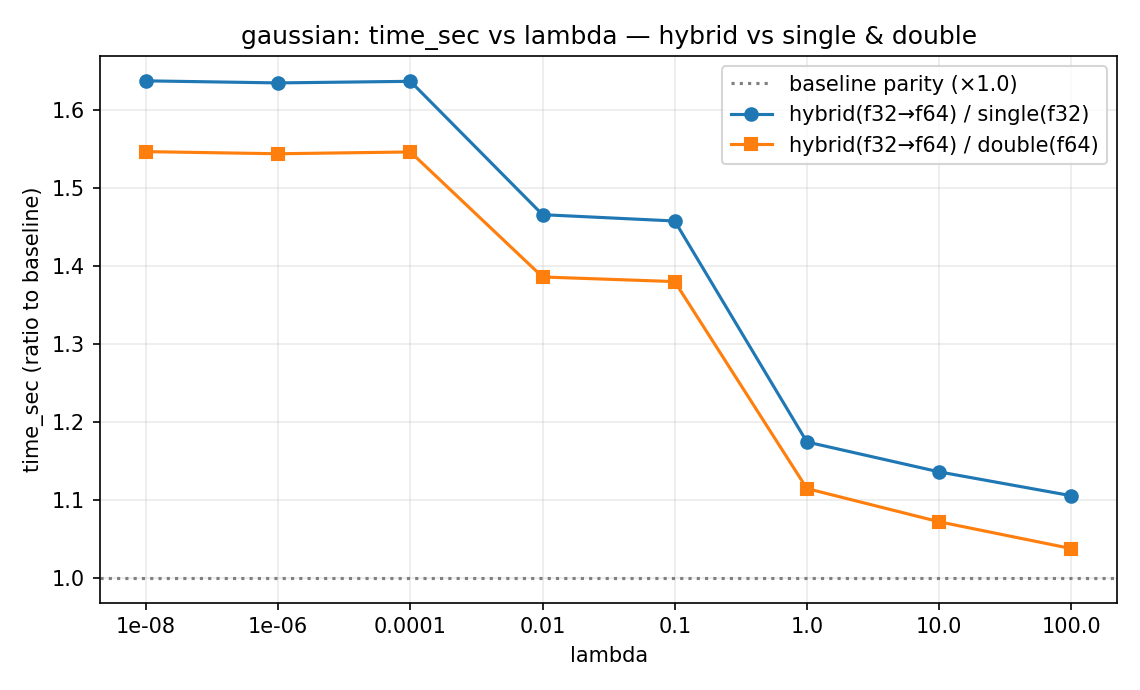 gaussian: time_sec vs lambda — hybrid vs single & double
baseline parity (×1.0)
hybrid(f32→f64) / single(f32)
hybrid(f32→f64) / double(f64)
time_sec (ratio to baseline)
1.6
1.5
1.4
1.3
1.2
1.1
1.0
1e-08 1e-06 0.0001 0.01 0.1 1.0 10.0 100.0
lambda